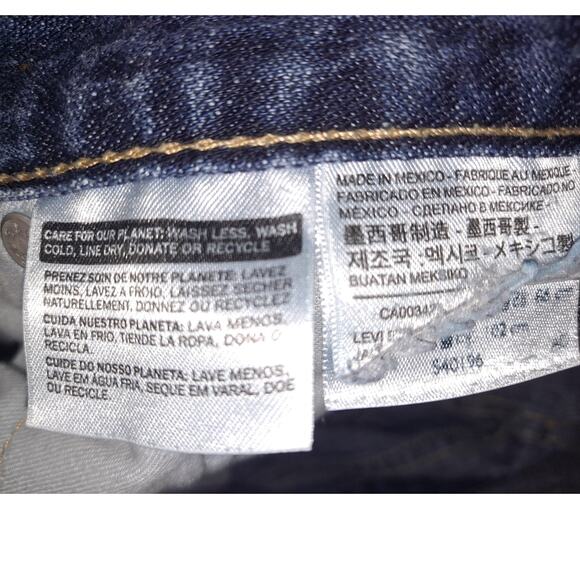 CARE FOR OUR PLANET: WASH LESS, WASH
COLD, LINE DRY, DONATE OR RECYCLE
PRENEZ SOIN DE NOTRE PLANETE: LAVEZ
MOINS, LAVEZ A FROID, LAISSEZ SECHER
NATURELLEMENT, DONNEZ OU RECYCLEZ
CUIDA NUESTRO PLANETA: LAVA MENOS,
LAVA EN FRIO, TIENDE LA ROPA, DONA O
RECICLA
CUIDE DO NOSSO PLANETA: LAVE MENOS,
LAVE EM ÁGUA FRIA, SEQUE EM VARAL, DOE
OU RECICLE.
MADE IN MEXICO - FABRIQUE AU MEXIQUE
FABRICADO EN MEXICO - FABRICADO NO
MEXICO - СДЕЛАНО В МЕКСИКЕ -
墨西哥制造 - 墨西哥製 -
제조국 - 멕시코 - メキシコ製
BUATAN MEKSIKO
CA00342
LEVI
540196